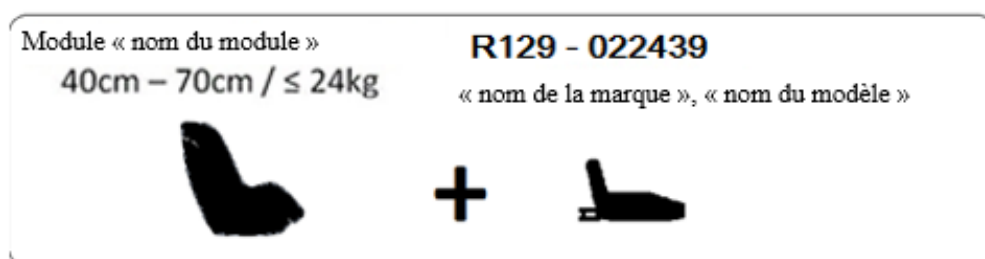 Module « nom du module »
40cm – 70cm / ≤ 24kg
R129 - 022439
« nom de la marque », « nom du modèle »
+